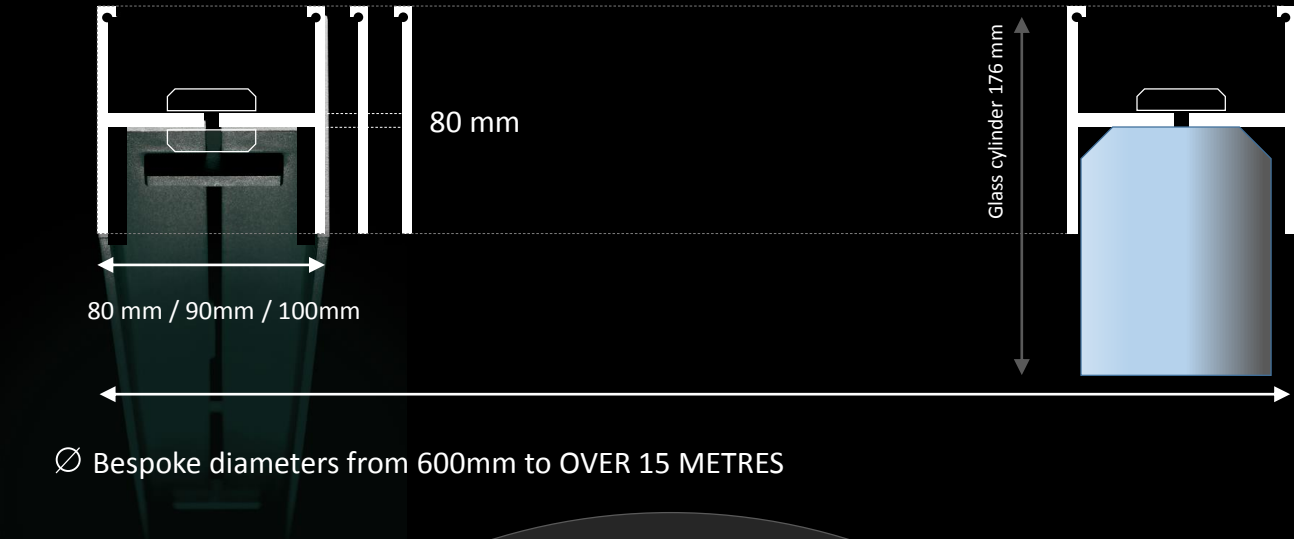 80 mm
Glass cylinder 176 mm
80 mm / 90mm / 100mm
∅ Bespoke diameters from 600mm to OVER 15 METRES